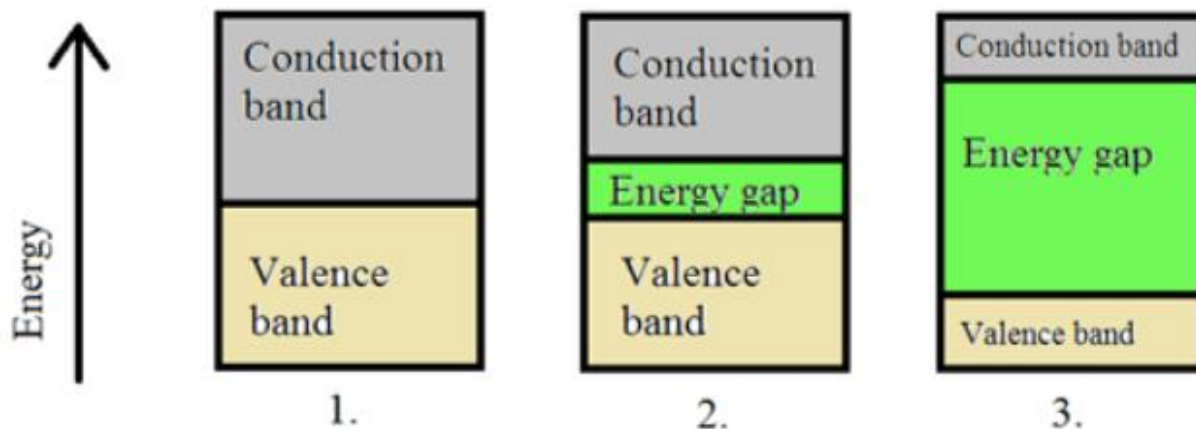 Energy
Conduction
band
Valence
band
1.
Conduction
band
Energy gap
Valence
band
2.
Conduction band
Energy gap
Valence band
3.